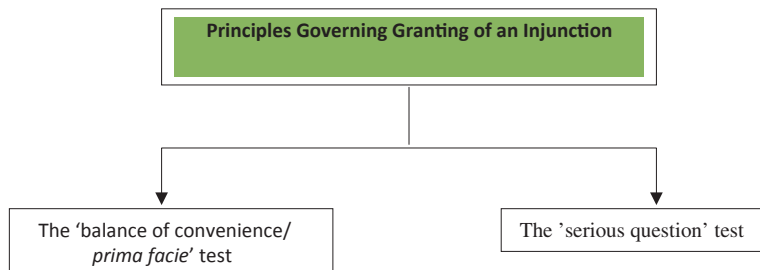 Principles Governing Granting of an Injunction
The ‘balance of convenience/
prima facie’ test
The ’serious question’ test